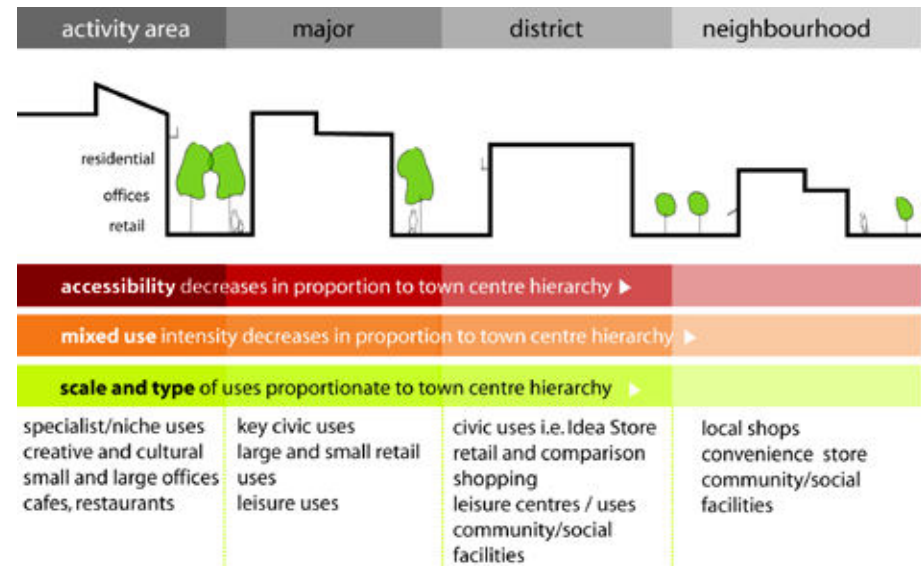 activity area
major
district
neighbourhood
residential
offices
retail
accessibility decreases in proportion to town centre hierarchy
mixed use intensity decreases in proportion to town centre hierarchy
scale and type of uses proportionate to town centre hierarchy
specialist/niche uses
creative and cultural
small and large offices
cafes, restaurants
key civic uses
large and small retail
uses
leisure uses
civic uses i.e. Idea Store
retail and comparison
shopping
leisure centres / uses
community/social
facilities
local shops
convenience store
community/social
facilities